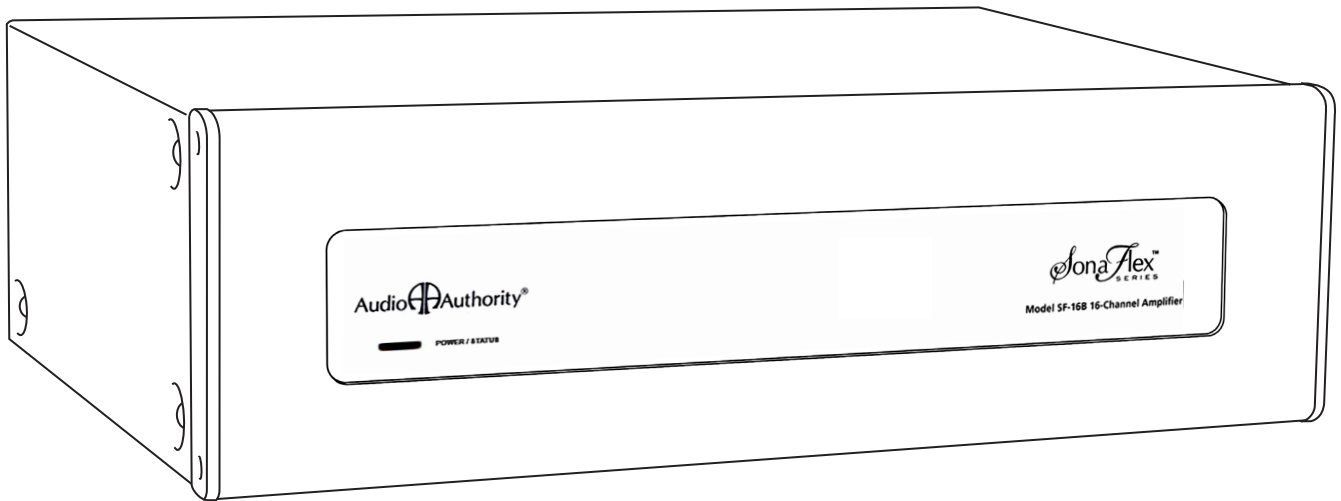 Audio Authority®
POWER / STATUS
SonaFlex™
SERIES
Model SF-16B 16-Channel Amplifier